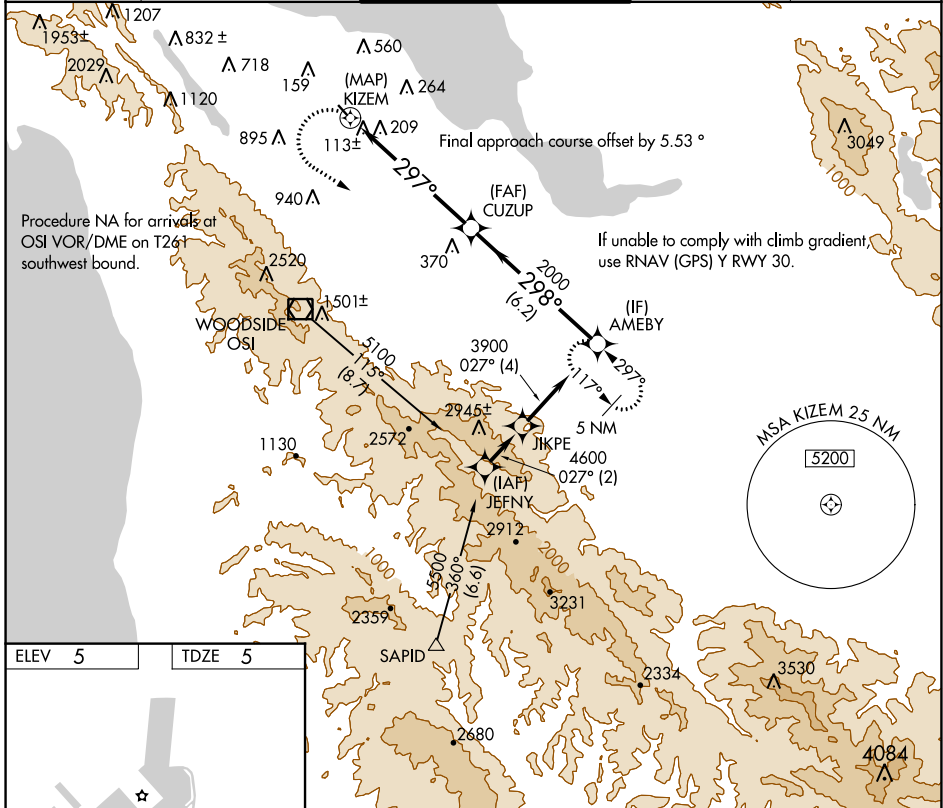 1207
1953±
832 ±
560
2029
718
159
264
(MAP)
KIZEM
1120
895
113±
209
Final approach course offset by 5.53 °
3049
1000
297°
940
(FAF)
CUZUP
Procedure NA for arrivals at
OSI VOR/DME on T261
southwest bound.
370
If unable to comply with climb gradient,
use RNAV (GPS) Y RWY 30.
2520
2000
298°
(6.2)
1501±
WOODSIDE
OSI
(IF)
AMEBY
5100
115°
(8.7)
3900
027° (4)
297°
117°
5 NM
2945±
2572
JIKPE
MSA KIZEM 25 NM
5200
1130
4600
027° (2)
(IAF)
JEFNY
2912
2000
1000
5500
360°
(6.6)
3231
2359
SAPID
2334
3530
ELEV 5
TDZE 5
2680
4084